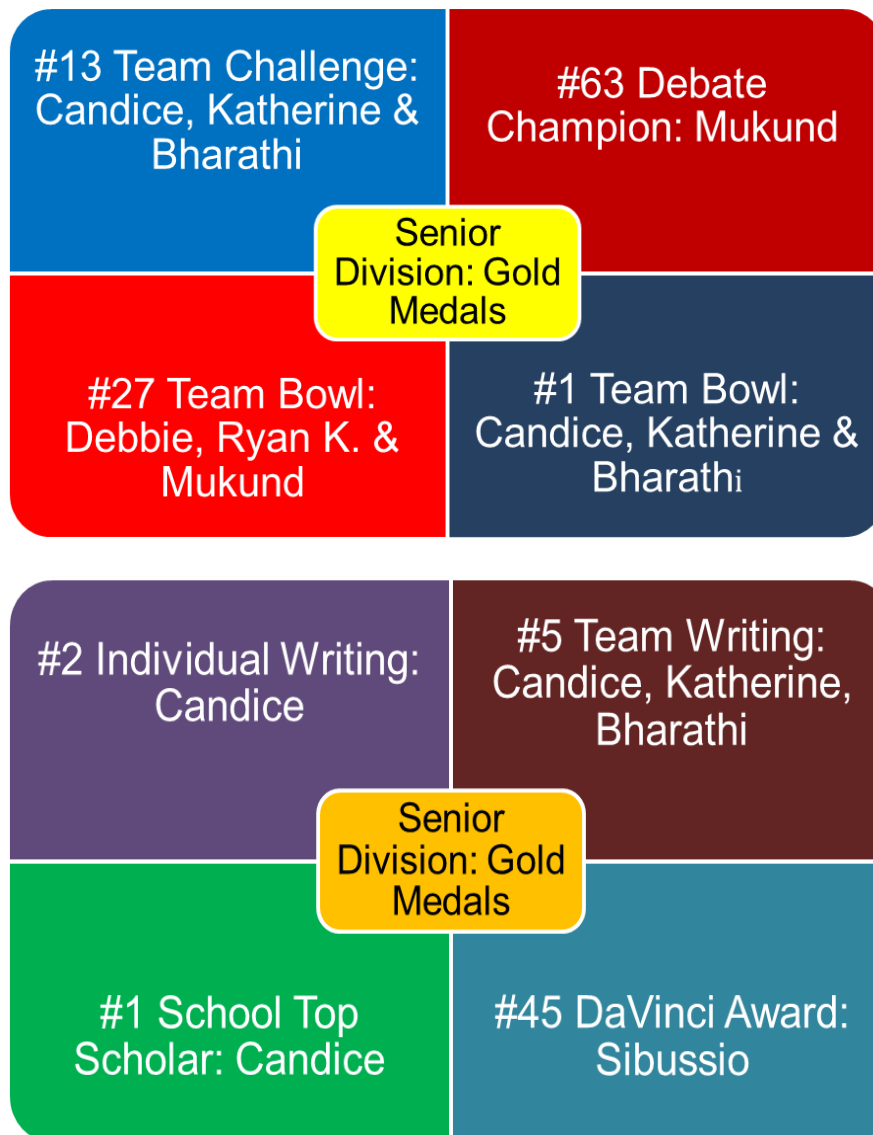 #13 Team Challenge:
Candice, Katherine &
Bharathi
#63 Debate
Champion: Mukund
Senior
Division: Gold
Medals
#27 Team Bowl:
Debbie, Ryan K. &
Mukund
#1 Team Bowl:
Candice, Katherine &
Bharathi
#2 Individual Writing:
Candice
#5 Team Writing:
Candice, Katherine,
Bharathi
Senior
Division: Gold
Medals
#1 School Top
Scholar: Candice
#45 DaVinci Award:
Sibussio